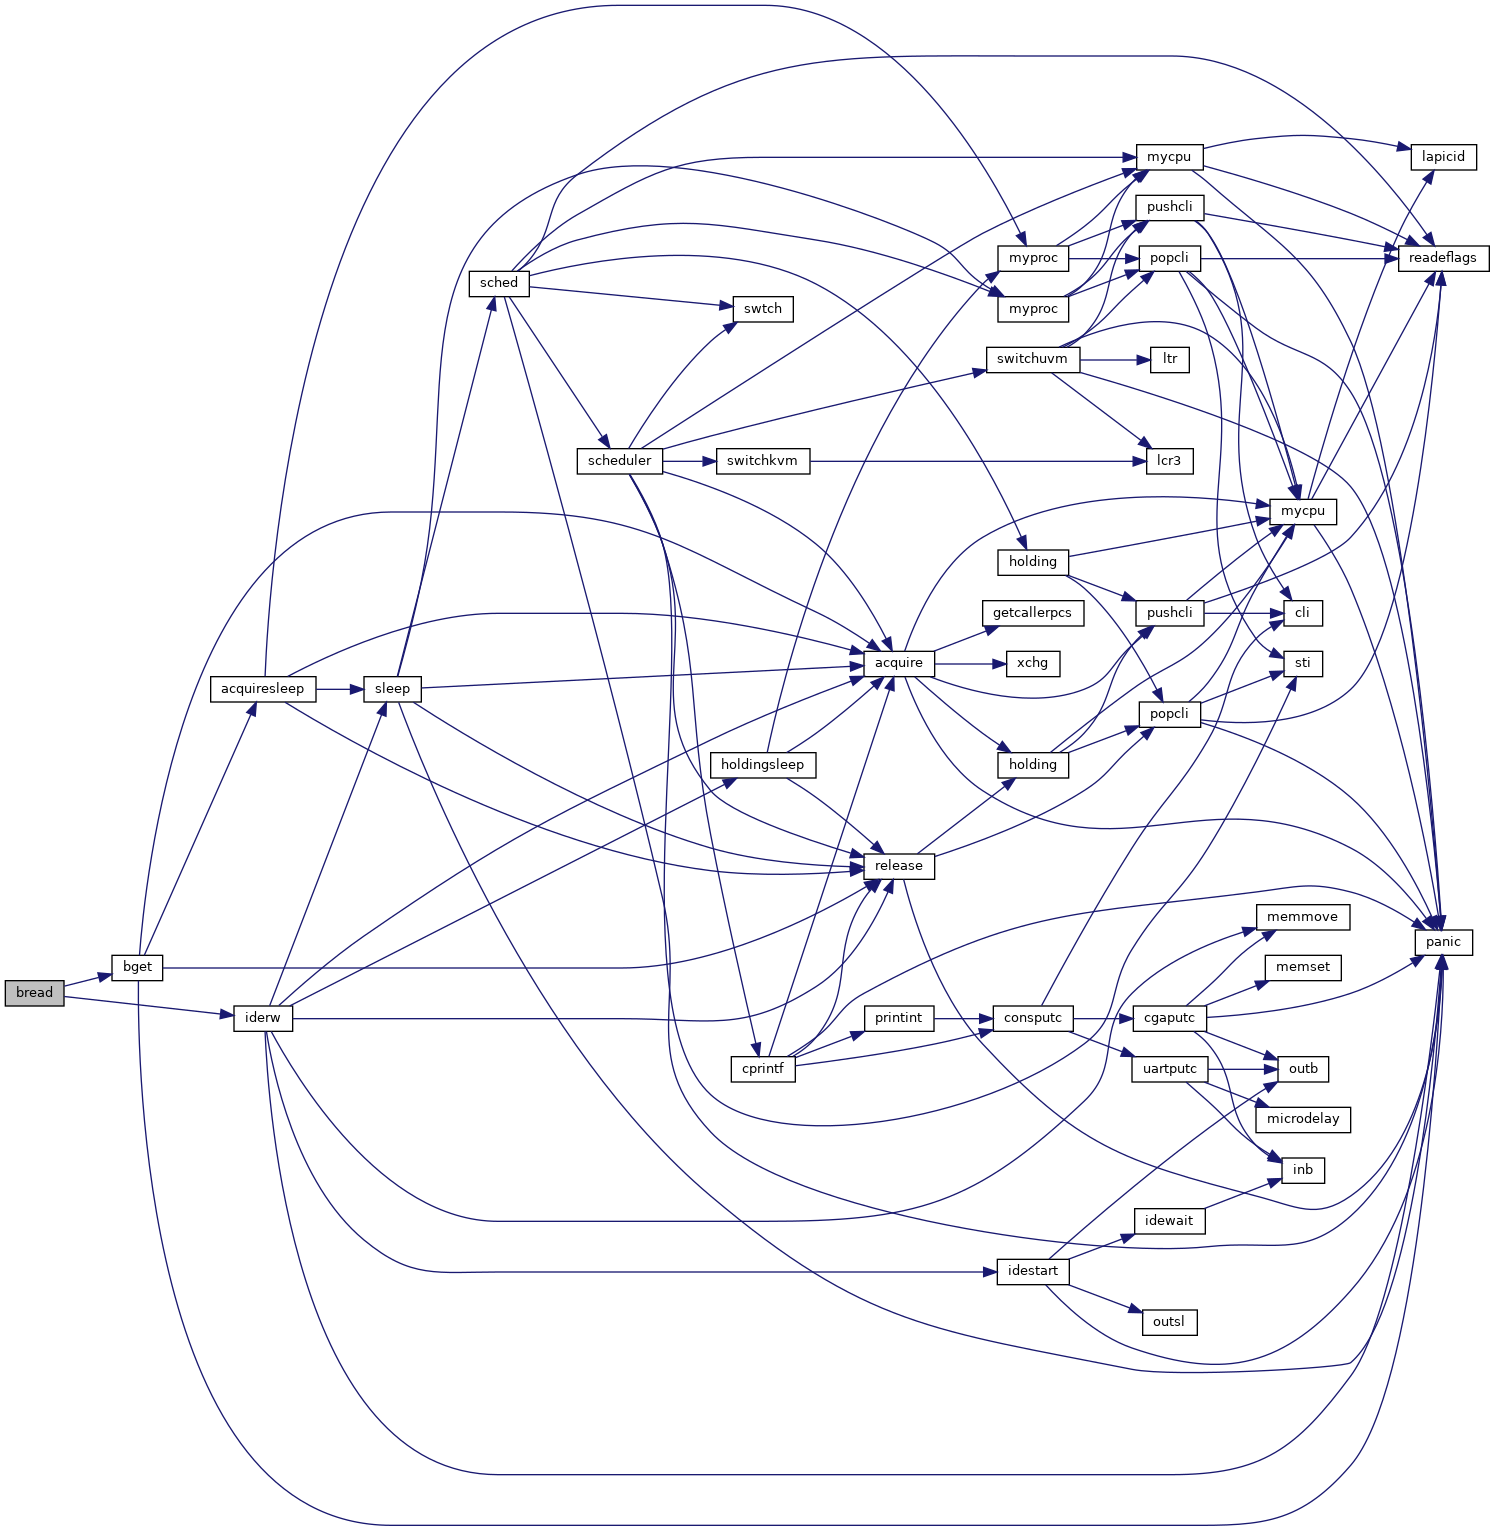 mycpu
lapicid
pushcli
myproc
popcli
readeflags
sched
swtch
myproc
switchuvm
ltr
scheduler
switchkvm
lcr3
mycpu
holding
getcallerpcs
pushcli
cli
acquire
xchg
sti
acquiresleep
sleep
popcli
holdingsleep
holding
release
memmove
panic
bget
memset
bread
iderw
printint
consputc
cgaputc
cprintf
uartputc
outb
microdelay
inb
idewait
idestart
outsl